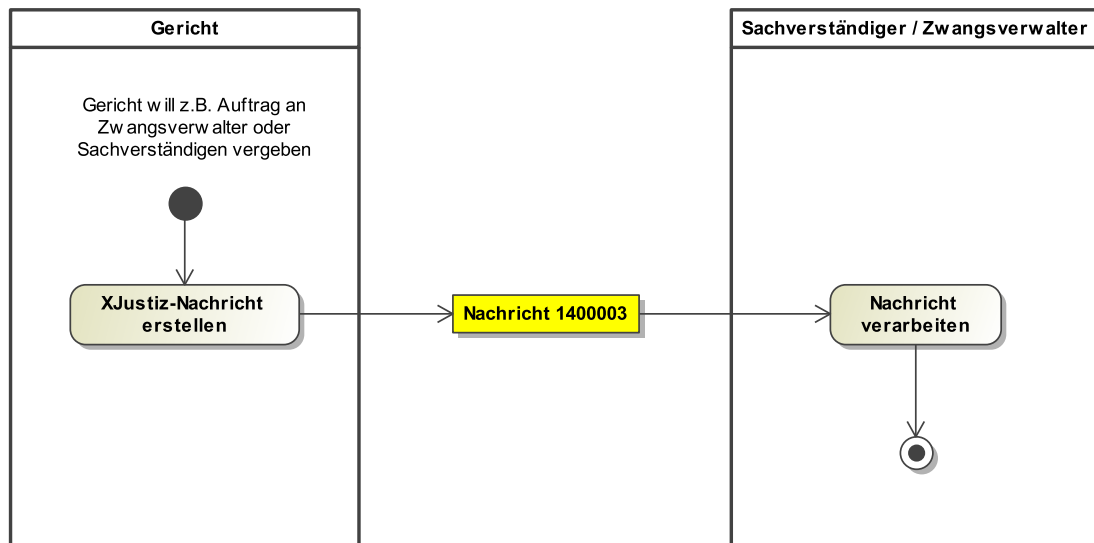 Gericht
Sachverständiger / Zwangsverwalter
Gericht will z.B. Auftrag an
Zwangsverwalter oder
Sachverständigen vergeben
XJustiz-Nachricht
erstellen
Nachricht 1400003
Nachricht
verarbeiten